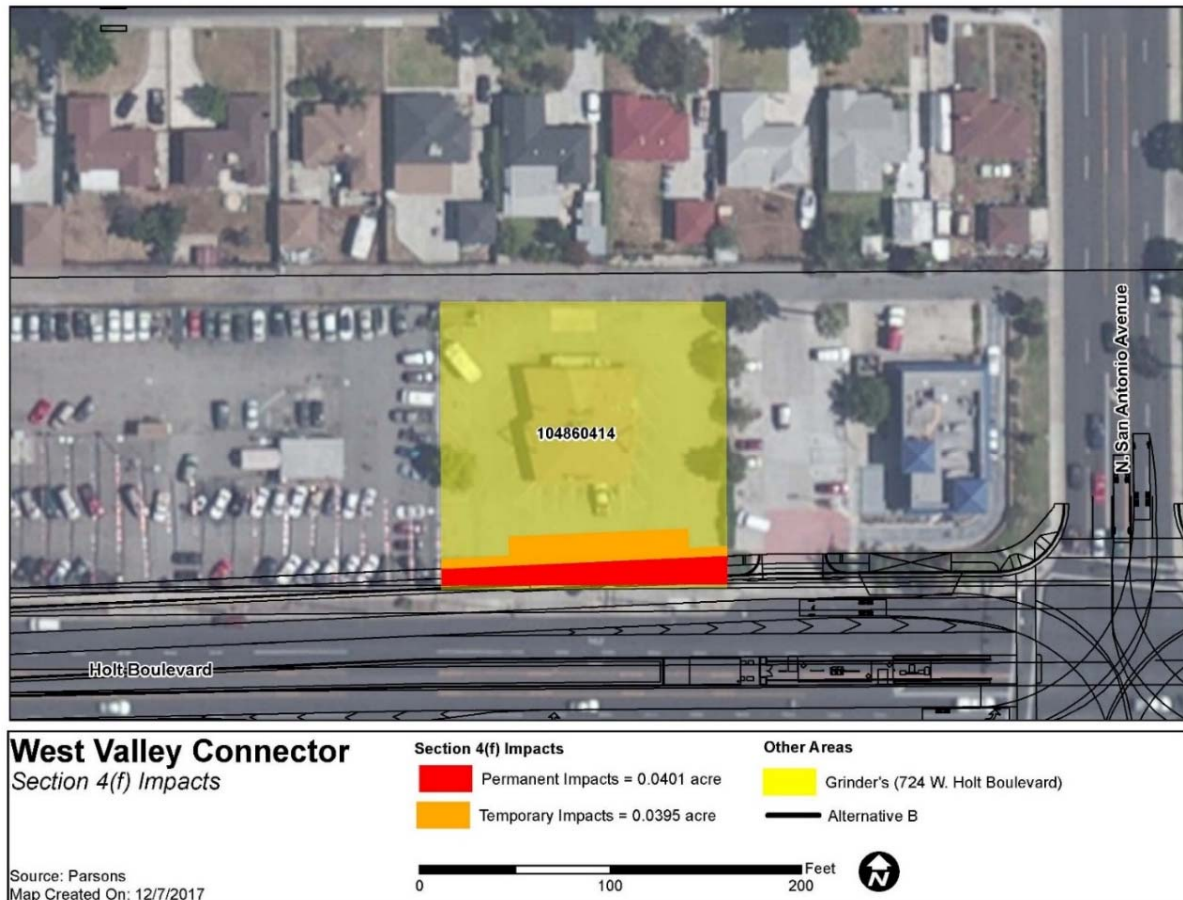 104860414
N. San Antonio Avenue
Holt Boulevard
West Valley Connector
Section 4(f) Impacts
Section 4(f) Impacts
Permanent Impacts = 0.0401 acre
Temporary Impacts = 0.0395 acre
Other Areas
Grinder's (724 W. Holt Boulevard)
Alternative B
Source: Parsons
Map Created On: 12/7/2017
0 100 200 Feet
N